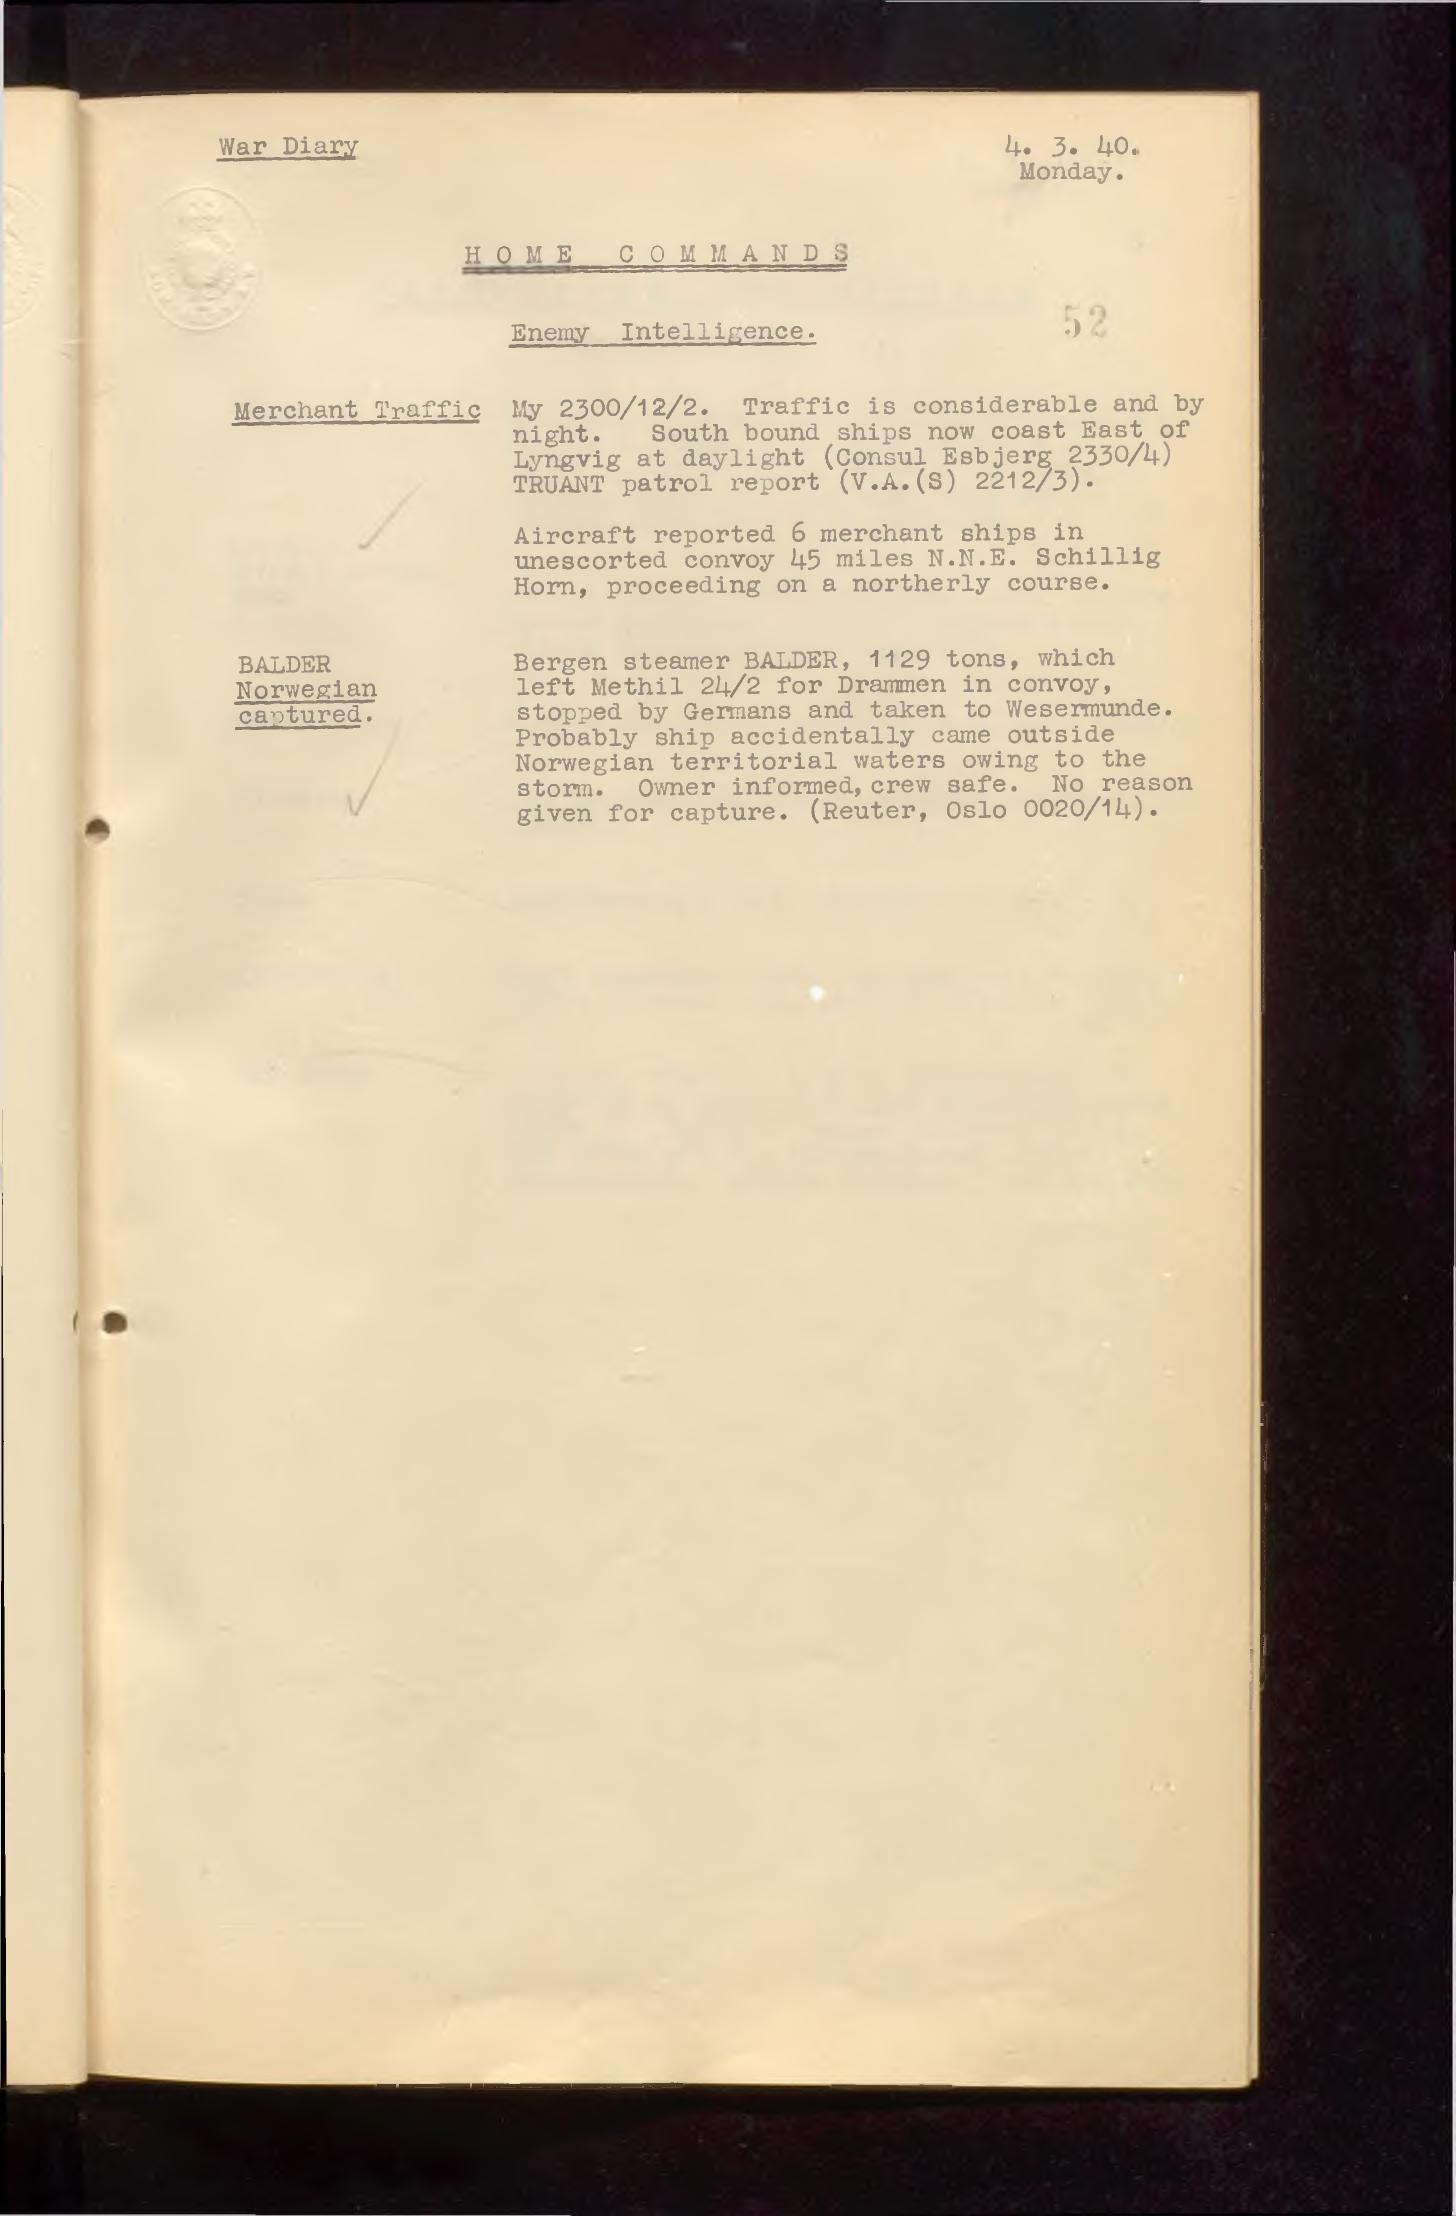 War Diary
4. 3. 40.
Monday.
HOME COMMANDS
Enemy Intelligence.
52
Merchant Traffic
My 2300/12/2. Traffic is considerable and by
night. South bound ships now coast East of
Lyngvig at daylight (Consul Esbjerg 2330/4)
TRUANT patrol report (V.A.(S) 2212/3).
Aircraft reported 6 merchant ships in
unescorted convoy 45 miles N.N.E. Schillig
Horn, proceeding on a northerly course.
BALDER
Norwegian
captured.
Bergen steamer BALDER, 1129 tons, which
left Methil 24/2 for Drammen in convoy,
stopped by Germans and taken to Wesermunde.
Probably ship accidentally came outside
Norwegian territorial waters owing to the
storm. Owner informed, crew safe. No reason
given for capture. (Reuter, Oslo 0020/14).